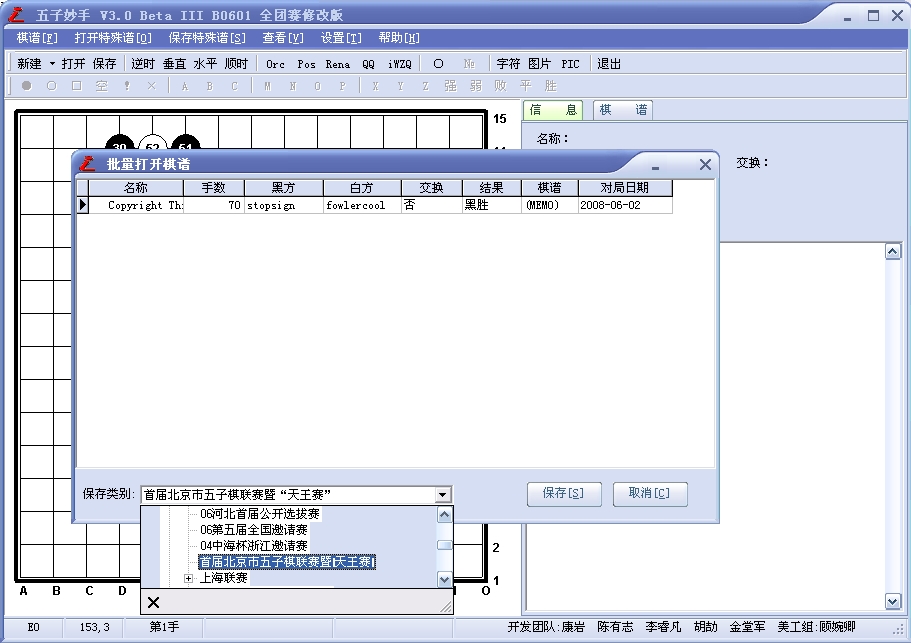 五子妙手 V3.0 Beta III B0601 全团赛修改版
棋谱[F] 打开特殊谱[O] 保存特殊谱[S] 查看[V] 设置[T] 帮助[H]
新建 打开 保存 逆时 垂直 水平 顺时 Orc Pos Rena QQ iWZQ № 字符 图片 PIC 退出
空 ! × A B C M N O P X Y Z 强 弱 败 平 胜
15
信 息 棋 谱
名称：
交换：
批量打开棋谱
名称 手数 黑方 白方 交换 结果 棋谱 对局日期
Copyright Th 70 stopsign fowlercool 否 黑胜 (MEMO) 2008-06-02
保存类别: 首届北京市五子棋联赛暨“天王赛” 保存[S] 取消[C]
06河北首届公开选拔赛
06第五届全国邀请赛
04中海杯浙江邀请赛
首届北京市五子棋联赛暨[天王赛]
上海联赛
2
1
A B C D O
E0 153,3 第1手 开发团队:康岩 陈有志 李睿凡 胡劼 金堂军 美工组:顾婉卿